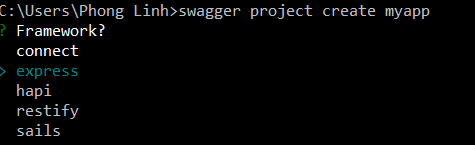 C:\Users\Phong Linh>swagger project create myapp
? Framework?
connect
> express
hapi
restify
sails